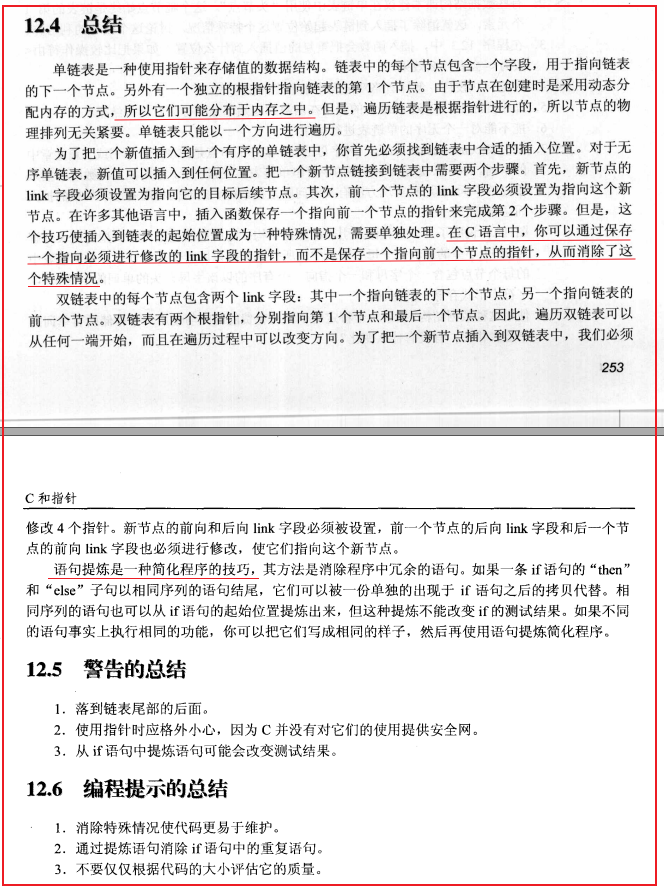 12.4 总结
单链表是一种使用指针来存储值的数据结构。链表中的每个节点包含一个字段，用于指向链表
的下一个节点。另外有一个独立的根指针指向链表的第 1 个节点。由于节点在创建时是采用动态分
配内存的方式，所以它们可能分布于内存之中。但是，遍历链表是根据指针进行的，所以节点的物
理排列无关紧要。单链表只能以一个方向进行遍历。
为了把一个新值插入到一个有序的单链表中，你首先必须找到链表中合适的插入位置。对于无
序单链表，新值可以插入到任何位置。把一个新节点链接到链表中需要两个步骤。首先，新节点的
link 字段必须设置为指向它的目标后续节点。其次，前一个节点的 link 字段必须设置为指向这个新
节点。在许多其他语言中，插入函数保存一个指向前一个节点的指针来完成第 2 个步骤。但是，这
个技巧使插入到链表的起始位置成为一种特殊情况，需要单独处理。在 C 语言中，你可以通过保存
一个指向必须进行修改的 link 字段的指针，而不是保存一个指向前一个节点的指针，从而消除了这
个特殊情况。
双链表中的每个节点包含两个 link 字段：其中一个指向链表的下一个节点，另一个指向链表的
前一个节点。双链表有两个根指针，分别指向第 1 个节点和最后一个节点。因此，遍历双链表可以
从任何一端开始，而且在遍历过程中可以改变方向。为了把一个新节点插入到双链表中，我们必须
253
C 和指针
修改 4 个指针。新节点的前向和后向 link 字段必须被设置，前一个节点的后向 link 字段和后一个节
点的前向 link 字段也必须进行修改，使它们指向这个新节点。
语句提炼是一种简化程序的技巧，其方法是消除程序中冗余的语句。如果一条 if 语句的“then”
和“else”子句以相同序列的语句结尾，它们可以被一份单独的出现于 if 语句之后的拷贝代替。相
同序列的语句也可以从 if 语句的起始位置提炼出来，但这种提炼不能改变 if 的测试结果。如果不同
的语句事实上执行相同的功能，你可以把它们写成相同的样子，然后再使用语句提炼简化程序。
12.5 警告的总结
1．落到链表尾部的后面。
2．使用指针时应格外小心，因为 C 并没有对它们的使用提供安全网。
3．从 if 语句中提炼语句可能会改变测试结果。
12.6 编程提示的总结
1．消除特殊情况使代码更易于维护。
2．通过提炼语句消除 if 语句中的重复语句。
3．不要仅仅根据代码的大小评估它的质量。